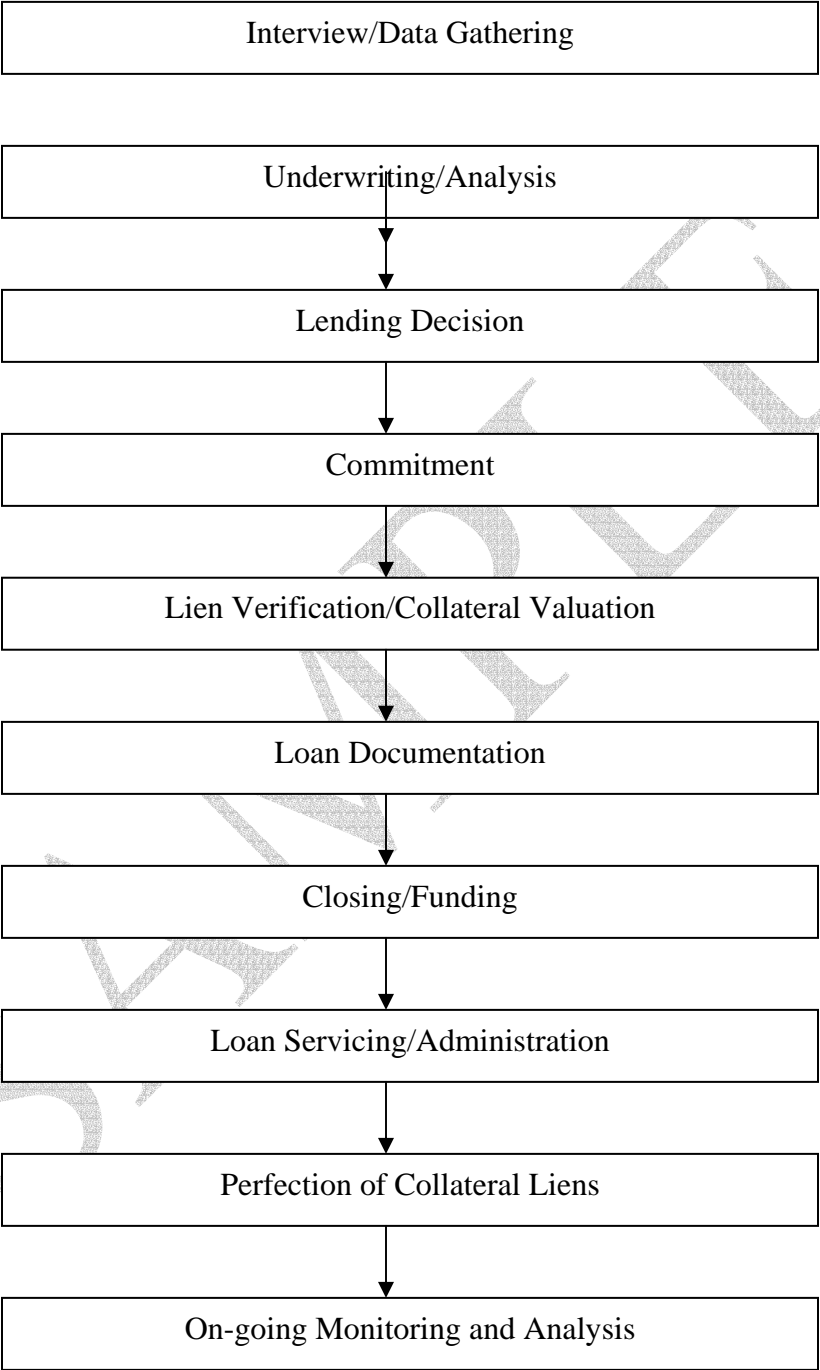 Interview/Data Gathering
Underwriting/Analysis
Lending Decision
Commitment
Lien Verification/Collateral Valuation
Loan Documentation
Closing/Funding
Loan Servicing/Administration
Perfection of Collateral Liens
On-going Monitoring and Analysis
SAMPLE